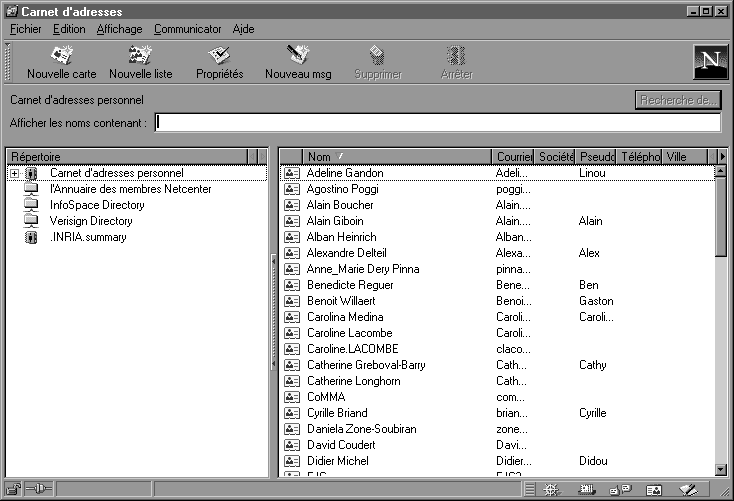 Carnet d'adresses
Fichier Edition Affichage Communicator Aide
Nouvelle carte Nouvelle liste Propriétés Nouveau msg Supprimer Arrêter
N
Carnet d'adresses personnel Recherche de...
Afficher les noms contenant :
Répertoire
Carnet d'adresses personnel
l'Annuaire des membres Netcenter
InfoSpace Directory
Verisign Directory
.INRIA.summary
Nom Courrier Société Pseudo Télépho Ville
Adeline Gandon Adeli... Linou
Agostino Poggi poggi...
Alain Boucher Alain....
Alain Giboin Alain.... Alain
Alban Heinrich Alban...
Alexandre Delteil Alexa... Alex
Anne_Marie Dery Pinna pinna...
Benedicte Reguer Bene... Ben
Benoit Willaert Benoi... Gaston
Carolina Medina Caroli... Caroli...
Caroline Lacombe Caroli...
Caroline.LACOMBE claco...
Catherine Greboval-Barry Cath... Cathy
Catherine Longhorn Cath...
CoMMA com...
Cyrille Briand brian... Cyrille
Daniela Zone-Soubiran zone...
David Coudert Davi...
Didier Michel Didier... Didou